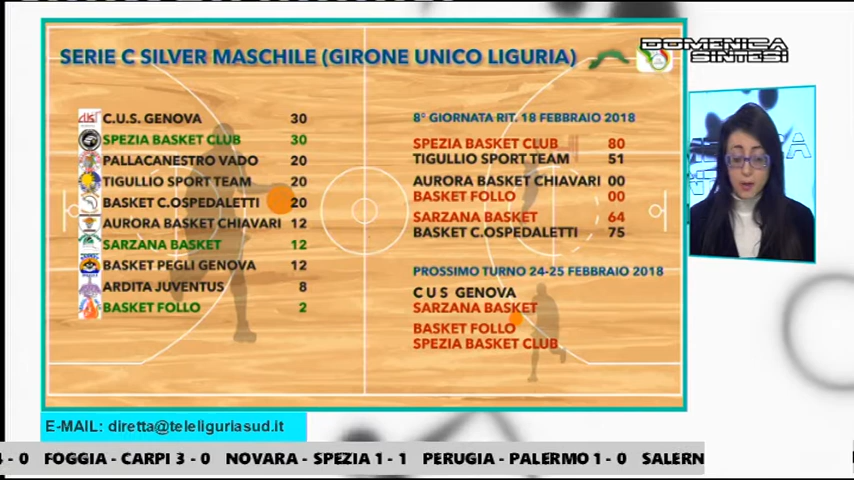 SERIE C SILVER MASCHILE (GIRONE UNICO LIGURIA)
DOMENICA
SINTESI
C.U.S. GENOVA 30
SPEZIA BASKET CLUB 30
PALLACANESTRO VADO 20
TIGULLIO SPORT TEAM 20
BASKET C.OSPEDALETTI 20
AURORA BASKET CHIAVARI 12
SARZANA BASKET 12
BASKET PEGLI GENOVA 12
ARDITA JUVENTUS 8
BASKET FOLLO 2
8° GIORNATA RIT. 18 FEBBRAIO 2018
SPEZIA BASKET CLUB 80
TIGULLIO SPORT TEAM 51
AURORA BASKET CHIAVARI 00
BASKET FOLLO 00
SARZANA BASKET 64
BASKET C.OSPEDALETTI 75
PROSSIMO TURNO 24-25 FEBBRAIO 2018
C U S GENOVA
SARZANA BASKET
BASKET FOLLO
SPEZIA BASKET CLUB
E-MAIL: diretta@teleliguriasud.it
- 0 FOGGIA - CARPI 3 - 0 NOVARA - SPEZIA 1 - 1 PERUGIA - PALERMO 1 - 0 SALERN